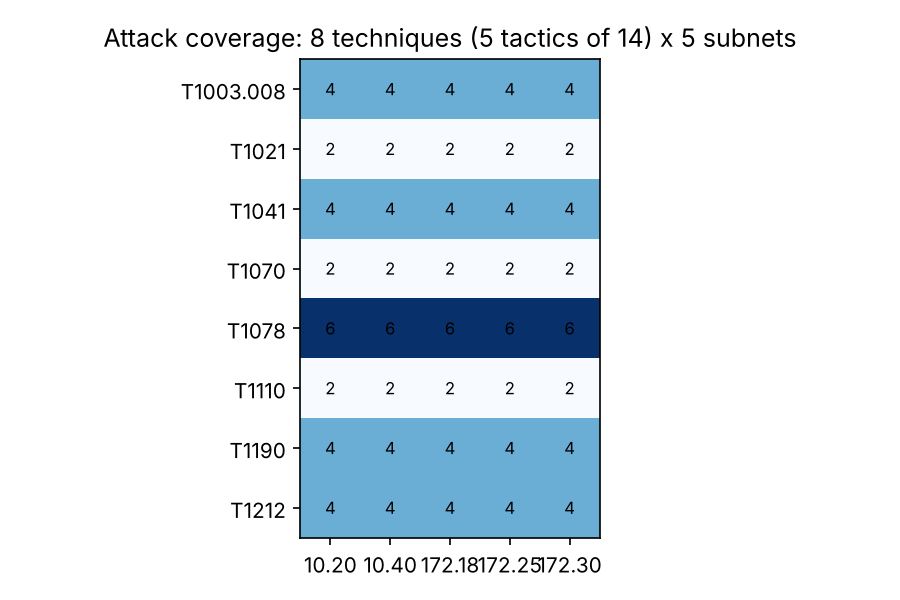 Attack coverage: 8 techniques (5 tactics of 14) x 5 subnets
T1003.008 4 4 4 4 4
T1021 2 2 2 2 2
T1041 4 4 4 4 4
T1070 2 2 2 2 2
T1078 6 6 6 6 6
T1110 2 2 2 2 2
T1190 4 4 4 4 4
T1212 4 4 4 4 4
10.20 10.40 172.18 172.25 172.30